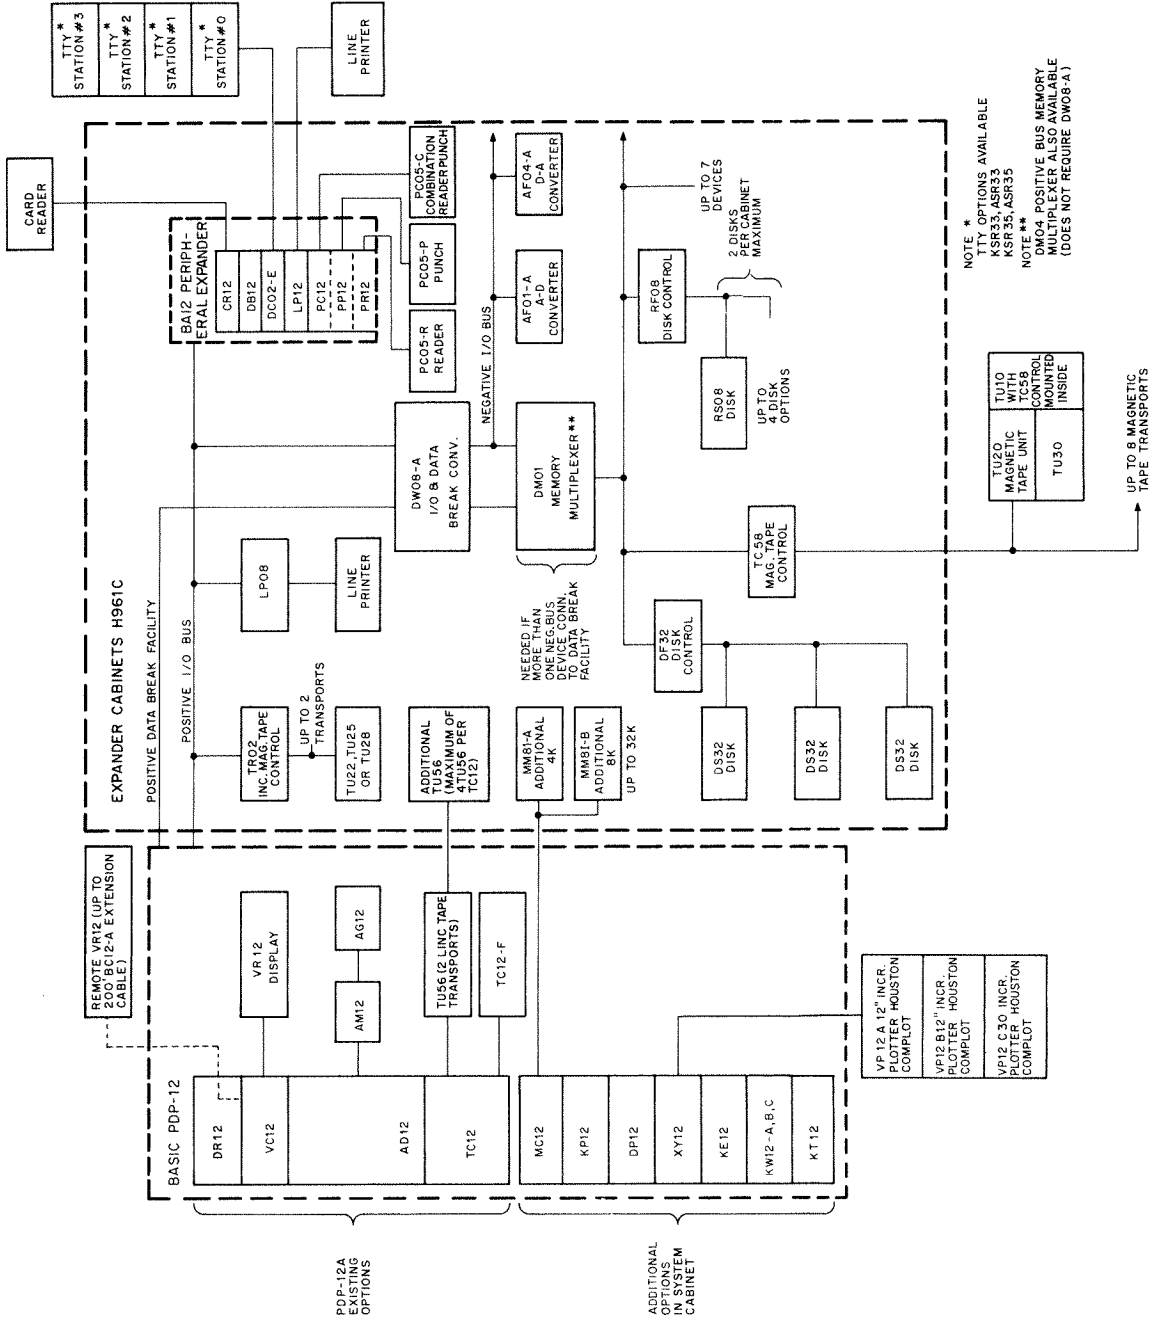 BASIC PDP-12
DR12
VC12
AD12
TC12
MC12
KP12
DP12
XY12
KE12
KW12-A,B,C
KT12
PDP-12A
EXISTING
OPTIONS
ADDITIONAL
OPTIONS
IN SYSTEM
CABINET
REMOTE VR12 (UP TO
200' BC12-A EXTENSION
CABLE)
VR12
DISPLAY
AM12
AG12
TU56 (2 LINC TAPE
TRANSPORTS)
TC12-F
VP12 A 12" INCR.
PLOTTER HOUSTON
COMPLOT
VP12 B12" INCR.
PLOTTER HOUSTON
COMPLOT
VP12 C30 INCR.
PLOTTER HOUSTON
COMPLOT
EXPANDER CABINETS H961C
POSITIVE DATA BREAK FACILITY
POSITIVE I/O BUS
TR02
INC. MAG. TAPE
CONTROL
UP TO 2
TRANSPORTS
TU22, TU25
OR TU28
ADDITIONAL
TU56
(MAXIMUM OF
4TU56 PER
TC12)
MM81-A
ADDITIONAL
4K
MM8I-B
ADDITIONAL
8K
UP TO 32K
LP08
LINE
PRINTER
DW08-A
I/O & DATA
BREAK CONV.
NEGATIVE I/O BUS
DM01
MEMORY
MULTIPLEXER**
NEEDED IF
MORE THAN
ONE NEG. BUS
DEVICE CONN.
TO DATA BREAK
FACILITY
BA12 PERIPH-
ERAL EXPANDER
CR12
DB12
DC02-E
LP12
PC12
PP12
PR12
CARD
READER
TTY*
STATION#3
TTY*
STATION#2
TTY*
STATION#1
TTY*
STATION#0
LINE
PRINTER
PC05-R
READER
PC05-P
PUNCH
PC05-C
COMBINATION
READER PUNCH
AF01-A
A-D
CONVERTER
AF04-A
D-A
CONVERTER
UP TO 7
DEVICES
RF08
DISK CONTROL
2 DISKS
PER CABINET
MAXIMUM
RS08
DISK
UP TO
4 DISK
OPTIONS
DF32
DISK
CONTROL
DS32
DISK
DS32
DISK
DS32
DISK
TC58
MAG. TAPE
CONTROL
TU20
MAGNETIC
TAPE UNIT
TU10
WITH
TC58
CONTROL
MOUNTED
INSIDE
TU30
UP TO 8 MAGNETIC
TAPE TRANSPORTS
NOTE *
TTY OPTIONS AVAILABLE
KSR33, ASR33
KSR35, ASR35
NOTE **
DM04 POSITIVE BUS MEMORY
MULTIPLEXER ALSO AVAILABLE
(DOES NOT REQUIRE DW08-A)